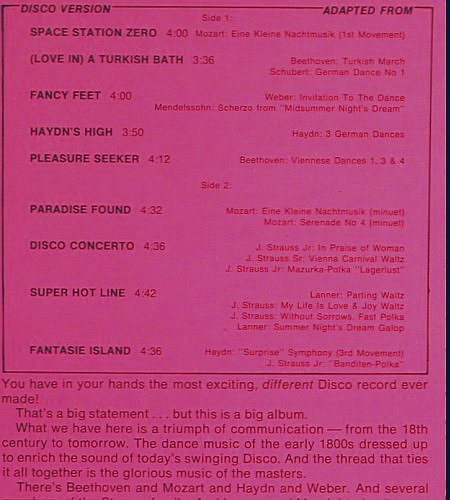 DISCO VERSION ADAPTED FROM
Side 1:
SPACE STATION ZERO 4:00 Mozart: Eine Kleine Nachtmusik (1st Movement)
(LOVE IN) A TURKISH BATH 3:36 Beethoven: Turkish March
Schubert: German Dance No 1
FANCY FEET 4:00 Weber: Invitation To The Dance
Mendelssohn: Scherzo from "Midsummer Night's Dream"
HAYDN'S HIGH 3:50 Haydn: 3 German Dances
PLEASURE SEEKER 4:12 Beethoven: Viennese Dances 1, 3 & 4
Side 2:
PARADISE FOUND 4:32 Mozart: Eine Kleine Nachtmusik (minuet)
Mozart: Serenade No 4 (minuet)
DISCO CONCERTO 4:36 J. Strauss Jr: In Praise of Woman
J. Strauss Sr: Vienna Carnival Waltz
J. Strauss Jr: Mazurka-Polka "Lagerlust"
SUPER HOT LINE 4:42 Lanner: Parting Waltz
J. Strauss: My Life Is Love & Joy Waltz
J. Strauss: Without Sorrows, Fast Polka
Lanner: Summer Night's Dream Galop
FANTASIE ISLAND 4:36 Haydn: "Surprise" Symphony (3rd Movement)
J. Strauss Jr: "Banditen-Polka"
You have in your hands the most exciting, different Disco record ever
made!
That's a big statement . . . but this is a big album.
What we have here is a triumph of communication — from the 18th
century to tomorrow. The dance music of the early 1800s dressed up
to enrich the sound of today's swinging Disco. And the thread that ties
it all together is the glorious music of the masters.
There's Beethoven and Mozart and Haydn and Weber. And several